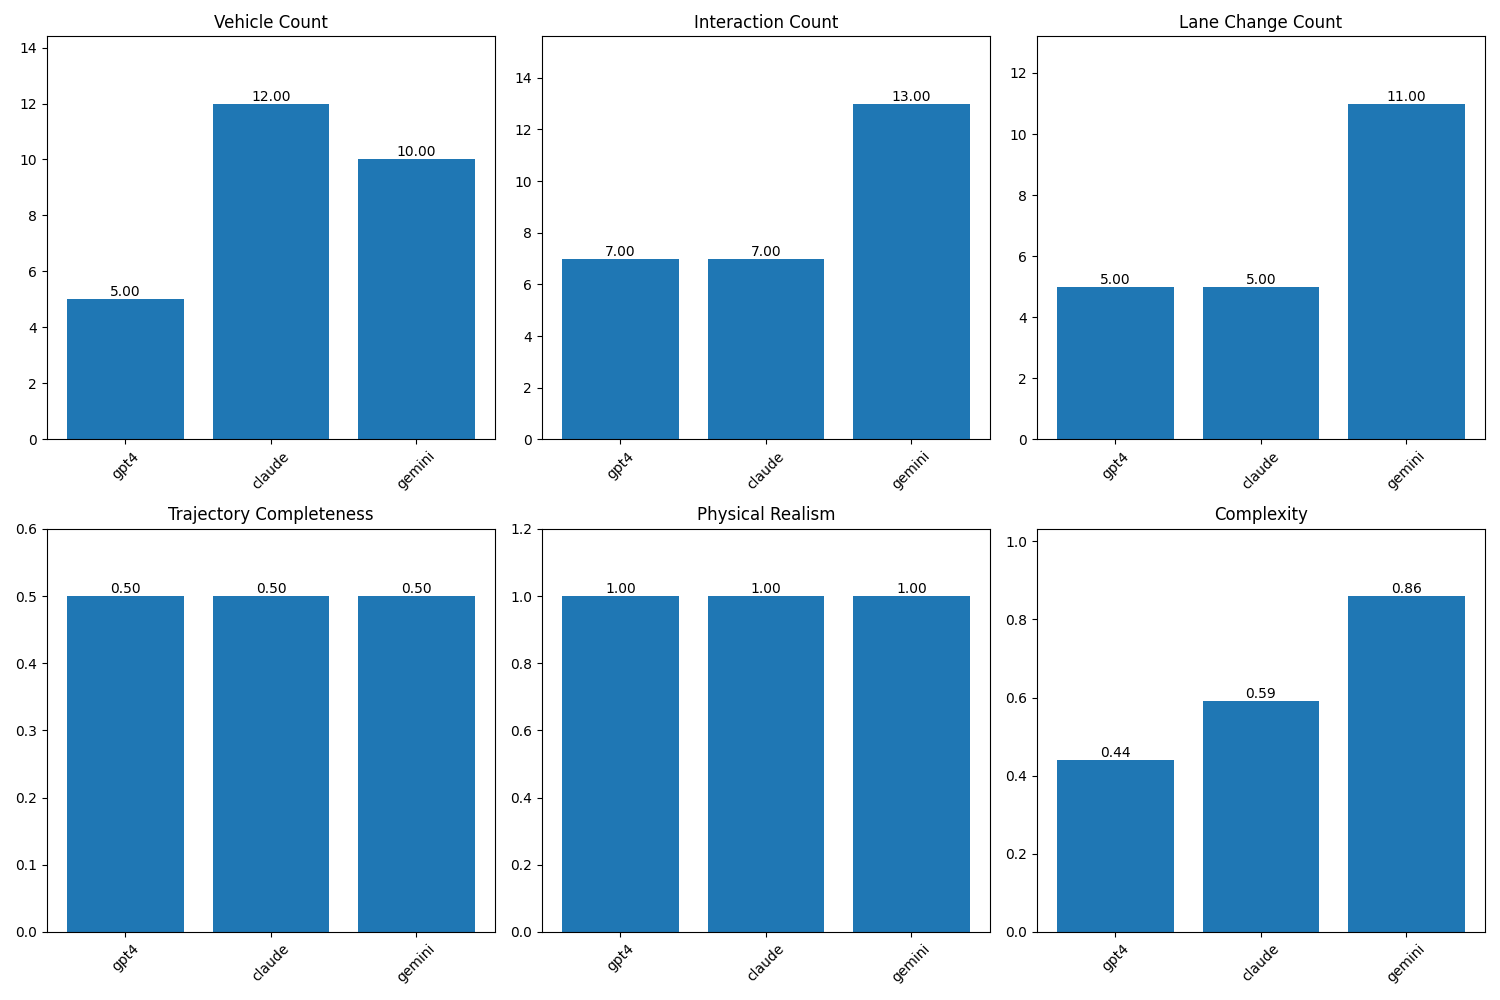 Vehicle Count
14
12
10
8
6
4
2
0
5.00
12.00
10.00
gpt4
claude
gemini
Interaction Count
14
12
10
8
6
4
2
0
7.00
7.00
13.00
gpt4
claude
gemini
Lane Change Count
12
10
8
6
4
2
0
5.00
5.00
11.00
gpt4
claude
gemini
Trajectory Completeness
0.6
0.5
0.4
0.3
0.2
0.1
0.0
0.50
0.50
0.50
gpt4
claude
gemini
Physical Realism
1.2
1.0
0.8
0.6
0.4
0.2
0.0
1.00
1.00
1.00
gpt4
claude
gemini
Complexity
1.0
0.8
0.6
0.4
0.2
0.0
0.44
0.59
0.86
gpt4
claude
gemini